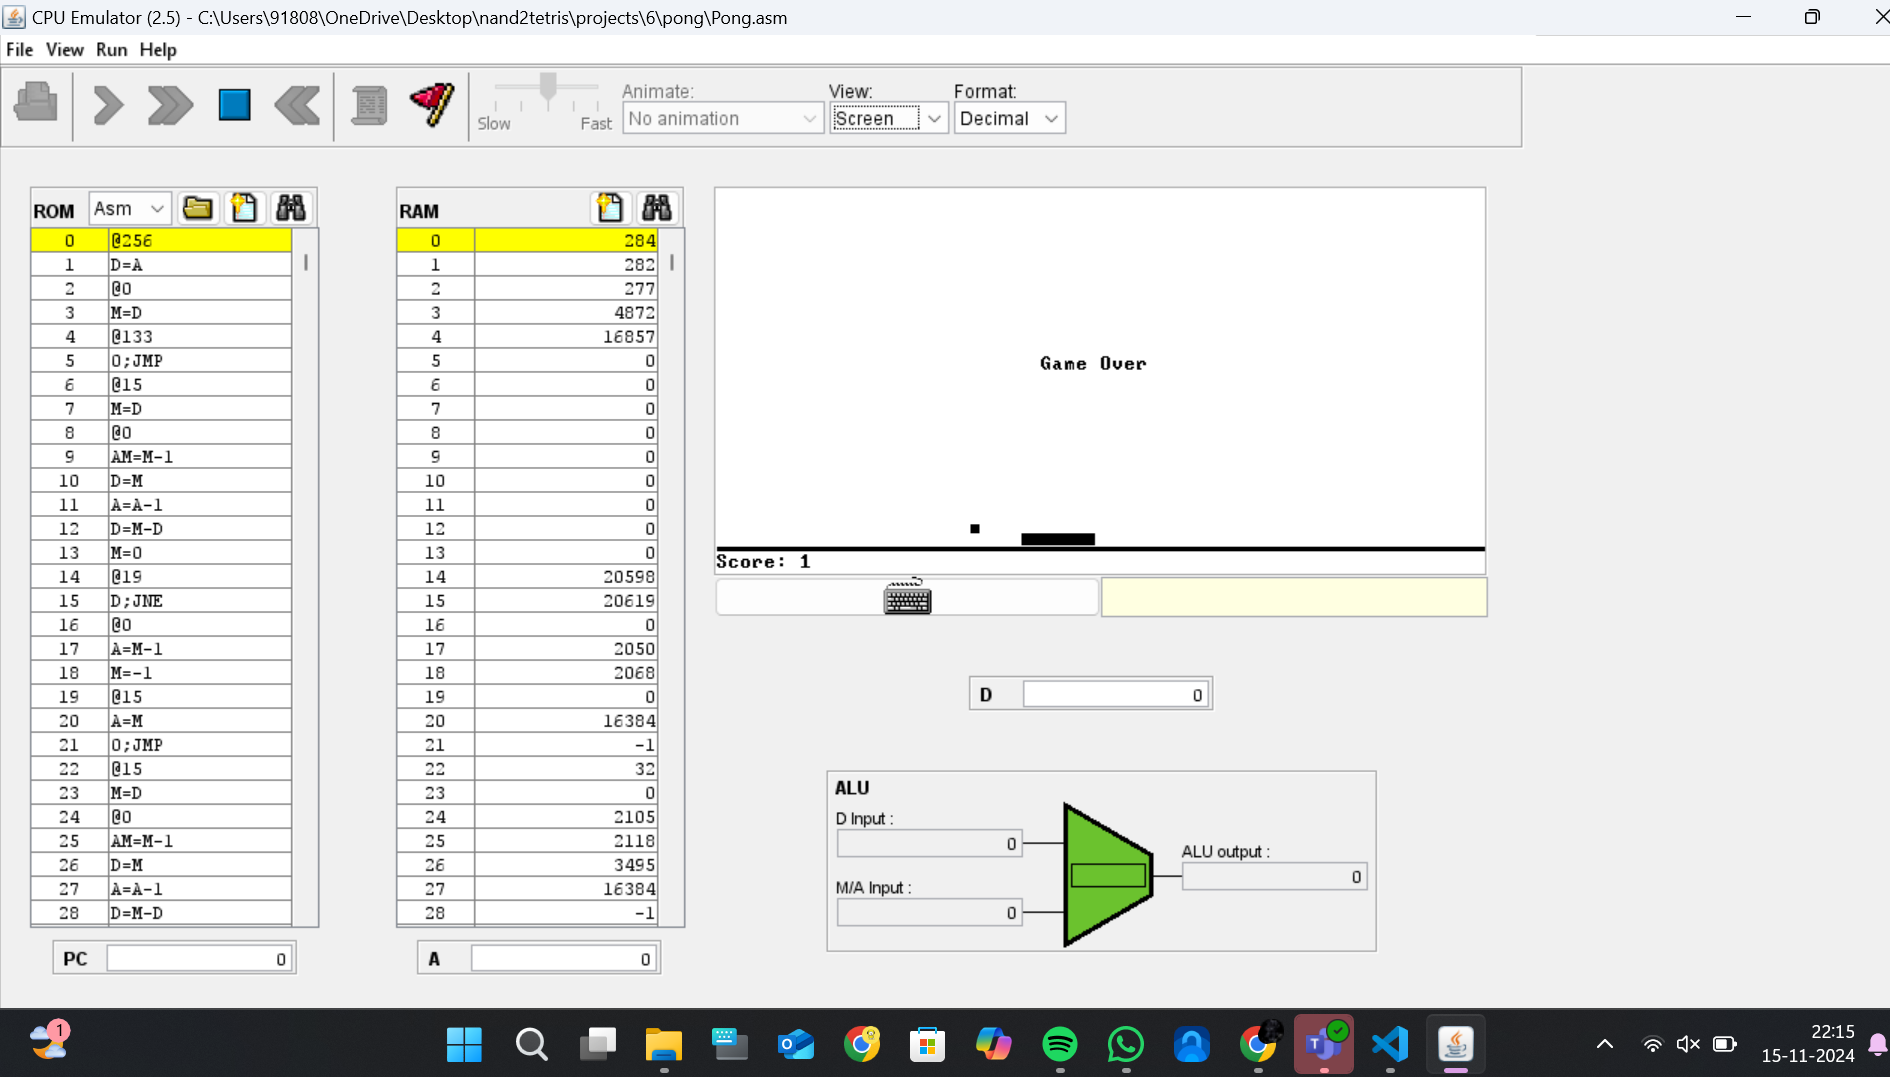 CPU Emulator (2.5) - C:\Users\91808\OneDrive\Desktop\nand2tetris\projects\6\pong\Pong.asm
File View Run Help
Slow Fast
Animate:
No animation
View:
Screen
Format:
Decimal
ROM Asm
0 @256
1 D=A
2 @0
3 M=D
4 @133
5 0;JMP
6 @15
7 M=D
8 @0
9 AM=M-1
10 D=M
11 A=A-1
12 D=M-D
13 M=0
14 @19
15 D;JNE
16 @0
17 A=M-1
18 M=-1
19 @15
20 A=M
21 0;JMP
22 @15
23 M=D
24 @0
25 AM=M-1
26 D=M
27 A=A-1
28 D=M-D
PC 0
RAM
0 284
1 282
2 277
3 4872
4 16857
5 0
6 0
7 0
8 0
9 0
10 0
11 0
12 0
13 0
14 20598
15 20619
16 0
17 2050
18 2068
19 0
20 16384
21 -1
22 32
23 0
24 2105
25 2118
26 3495
27 16384
28 -1
A 0
Game Over
Score: 1
D 0
ALU
D Input :
0
M/A Input :
0
ALU output :
0
1
22:15
15-11-2024